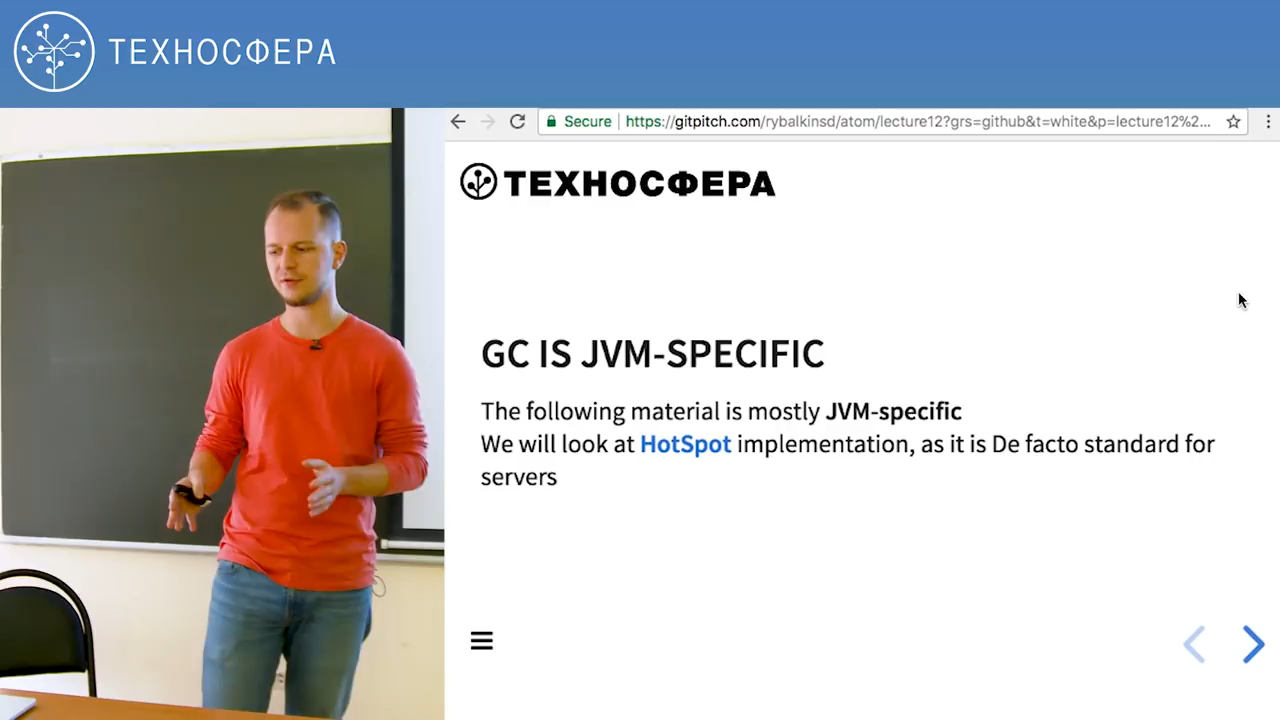 ТЕХНОСФЕРА
Secure https://gitpitch.com/rybalkinsd/atom/lecture12?grs=github&t=white&p=lecture12%2...
ТЕХНОСФЕРА
GC IS JVM-SPECIFIC
The following material is mostly JVM-specific
We will look at HotSpot implementation, as it is De facto standard for
servers